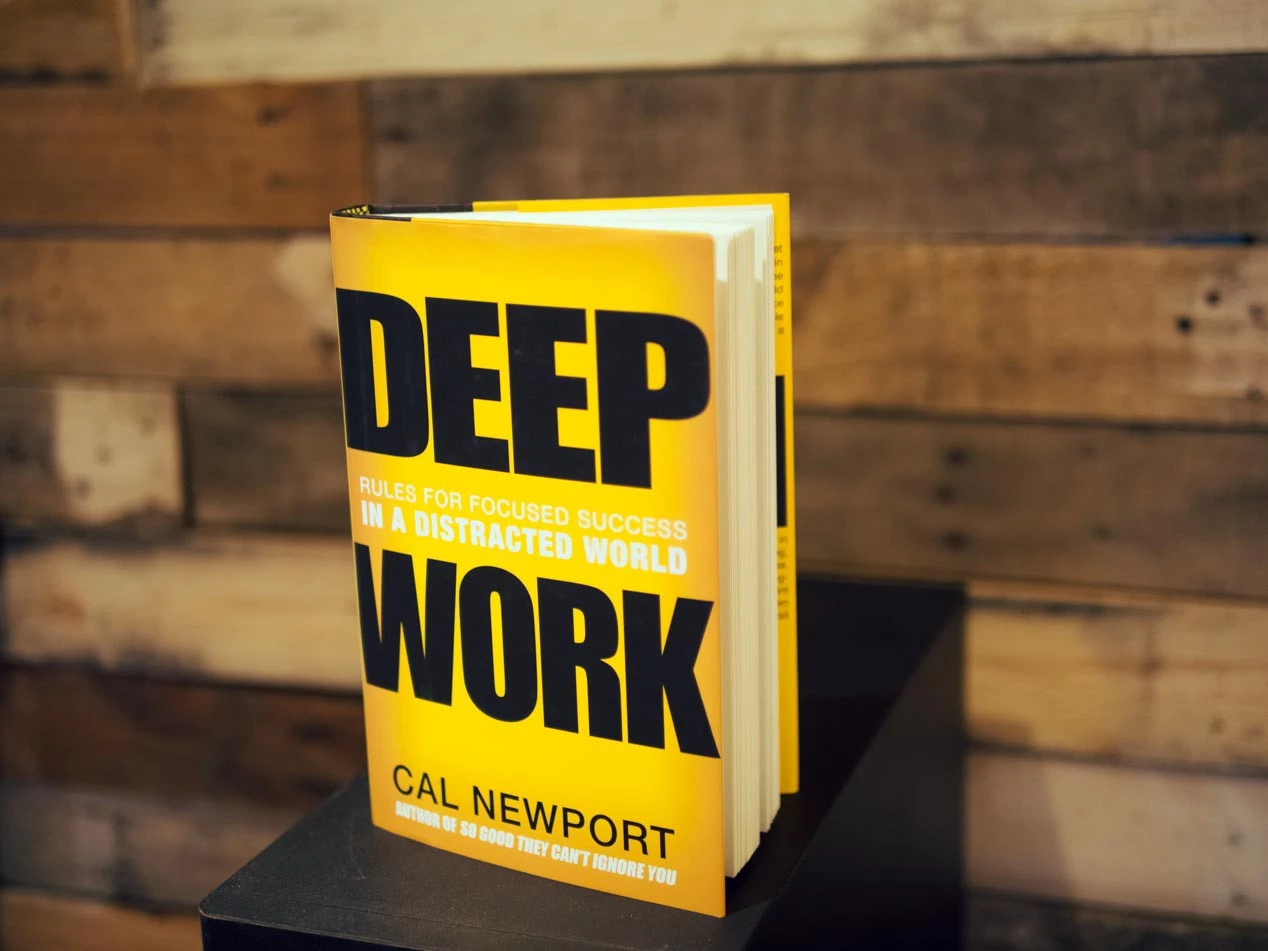 DEEP
RULES FOR FOCUSED SUCCESS
IN A DISTRACTED WORLD
WORK
CAL NEWPORT
AUTHOR OF SO GOOD THEY CAN'T IGNORE YOU